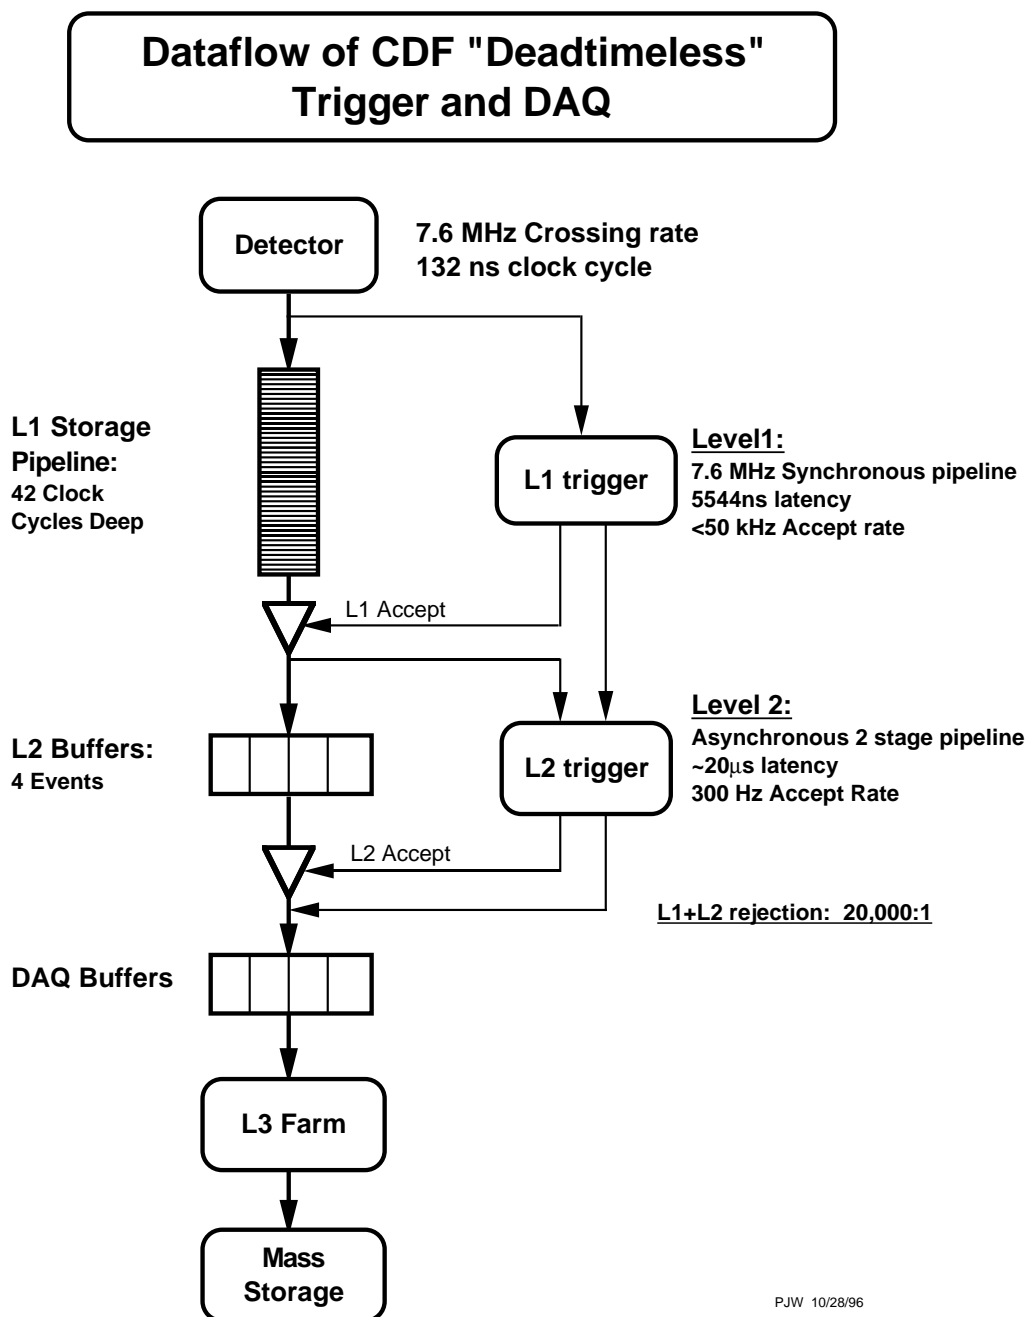 Dataflow of CDF "Deadtimeless"
Trigger and DAQ
Detector
7.6 MHz Crossing rate
132 ns clock cycle
L1 Storage
Pipeline:
42 Clock
Cycles Deep
L1 trigger
Level1:
7.6 MHz Synchronous pipeline
5544ns latency
<50 kHz Accept rate
L1 Accept
L2 Buffers:
4 Events
L2 trigger
Level 2:
Asynchronous 2 stage pipeline
~20μs latency
300 Hz Accept Rate
L2 Accept
L1+L2 rejection: 20,000:1
DAQ Buffers
L3 Farm
Mass
Storage
PJW 10/28/96